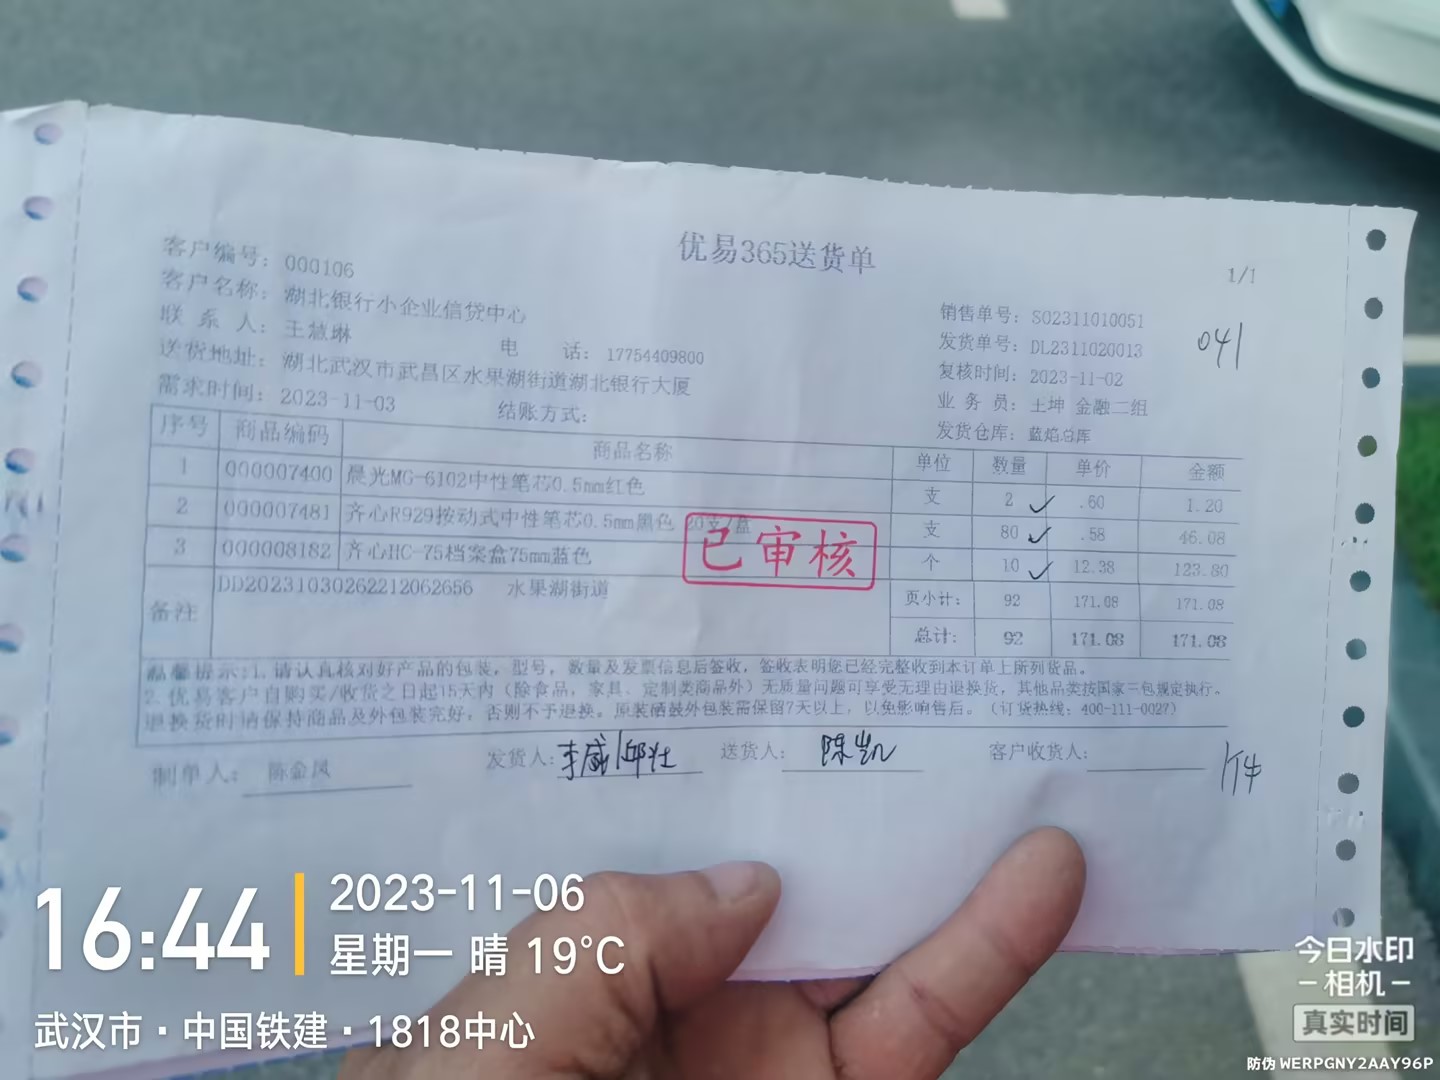 优易365送货单
1/1
客户编号: 000106
客户名称: 湖北银行小企业信贷中心
联 系 人: 王慧琳 电 话: 17754409800
送货地址: 湖北武汉市武昌区水果湖街道湖北银行大厦
需求时间: 2023-11-03 结账方式:
销售单号: SO2311010051
发货单号: DL2311020013
复核时间: 2023-11-02
业 务 员: 王坤 金融二组
发货仓库: 蓝焰总库
041
序号 商品编码 商品名称 单位 数量 单价 金额
1 000007400 晨光MG-6102中性笔芯0.5mm红色 支 2 .60 1.20
2 000007481 齐心R929按动式中性笔芯0.5mm黑色 20支/盒 支 80 .58 46.08
3 000008182 齐心HC-75档案盒75mm蓝色 个 10 12.38 123.80
已审核
备注 DD20231030262212062656 水果湖街道
页小计: 92 171.08 171.08
总计: 92 171.08 171.08
温馨提示:1. 请认真核对好产品的包装, 型号, 数量及发票信息后签收, 签收表明您已经完整收到本订单上所列货品。
2. 优易客户自购买/收货之日起15天内 (除食品, 家具、定制类商品外) 无质量问题可享受无理由退换货, 其他品类按国家三包规定执行。
退换货时请保持商品及外包装完好, 否则不予退换。原装硒鼓外包装需保留7天以上, 以免影响售后。 (订货热线: 400-111-0027)
制单人: 陈金凤 发货人: 李威/邱壮 送货人: 陈凯 客户收货人:
1件
16:44
2023-11-06
星期一 晴 19°C
武汉市·中国铁建·1818中心
今日水印
相机
真实时间
防伪 WERPGNY2AAY96P